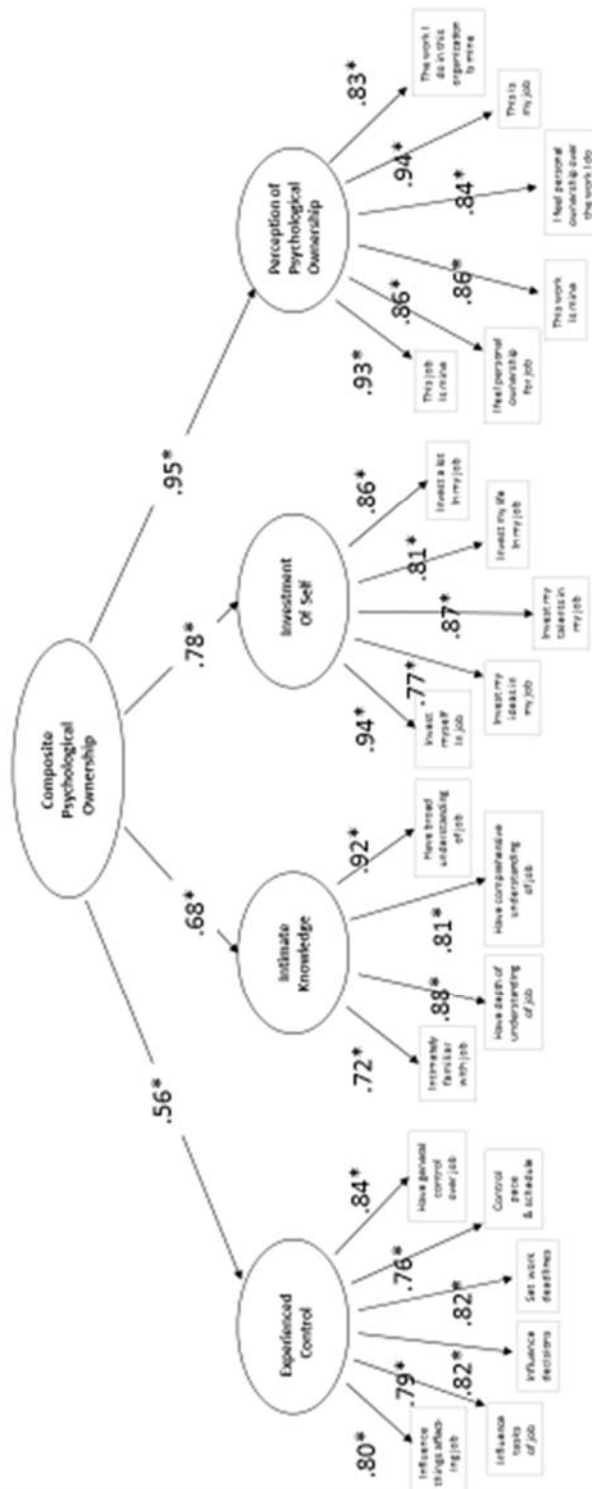 Composite
Psychological
Ownership
.56*
.68*
.78*
.95*
Experienced
Control
Intimate
Knowledge
Investment
Of Self
Perception of
Psychological
Ownership
.80*
.79*
.82*
.82*
.76*
.84*
Influence
things affect-
ing job
Influence
tasks
of job
Influence
decisions
Set work
deadlines
Control
pace
& schedule
Have general
control
over job
.72*
.88*
.81*
.92*
Intimately
familiar
with job
Have depth of
understanding
of job
Have comprehensive
understanding
of job
Have broad
understanding
of job
.94*
.77*
.87*
.81*
.86*
Invest
myself
in job
Invest my
ideas in
my job
Invest my
talents in
my job
Invest my life
in my job
Invest a lot
in my job
.93*
.86*
.86*
.84*
.94*
.83*
This job
is mine
I feel personal
ownership
for job
This work
is mine
I feel personal
ownership over
the work I do
This is
my job
The work I
do in this
organization
is mine